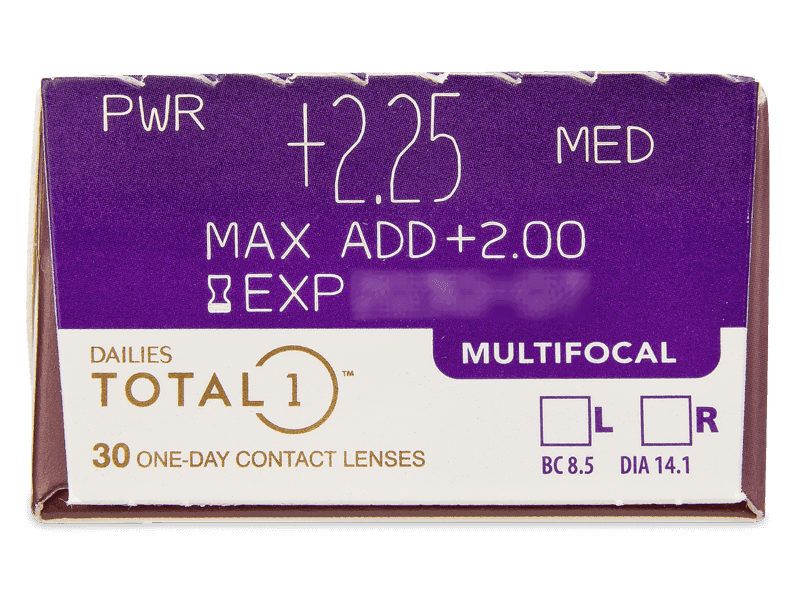 PWR +2.25 MED
MAX ADD+2.00
EXP
DAILIES
TOTAL 1™
MULTIFOCAL
L R
30 ONE-DAY CONTACT LENSES
BC 8.5 DIA 14.1